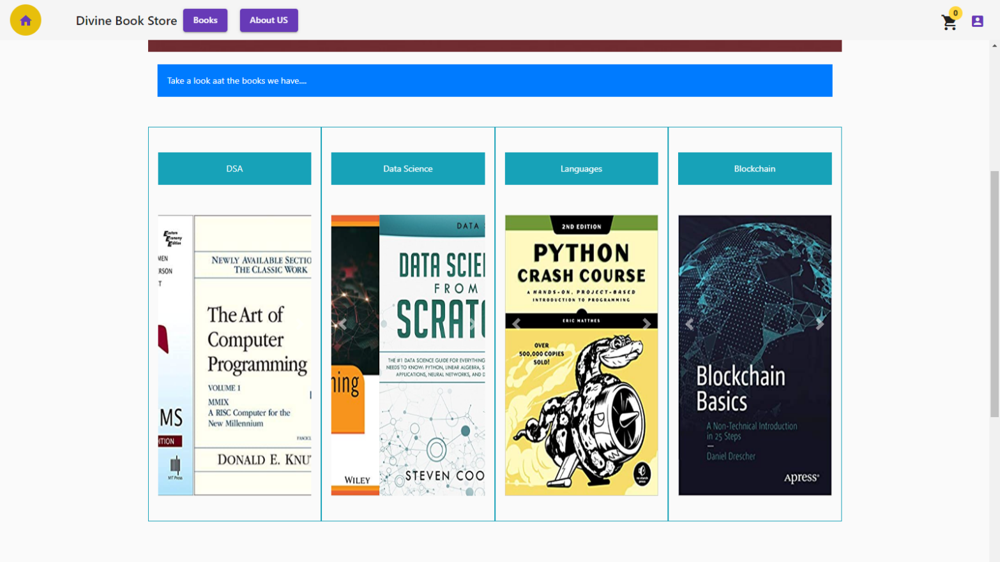 Divine Book Store
Books
About US
0
Take a look aat the books we have....
DSA
Data Science
Languages
Blockchain
Eastern
Economy
Edition
MEN
RSON
T
MS
ITION
MIT Press
NEWLY AVAILABLE SECTIO
THE CLASSIC WORK
The Art of
Computer
Programming
VOLUME 1
MMIX
A RISC Computer for the
New Millennium
FASCIC
DONALD E. KNU
ning
WILEY
DATA
DATA SCIE
FROM
SCRATC
THE #1 DATA SCIENCE GUIDE FOR EVERYTHING
NEEDS TO KNOW: PYTHON, LINEAR ALGEBRA, S
APPLICATIONS, NEURAL NETWORKS, AND D
STEVEN COO
2ND EDITION
PYTHON
CRASH COURSE
A HANDS-ON, PROJECT-BASED
INTRODUCTION TO PROGRAMMING
ERIC MATTHES
OVER
500,000 COPIES
SOLD!
no starch
press
Blockchain
Basics
A Non-Technical Introduction
in 25 Steps
Daniel Drescher
Apress®